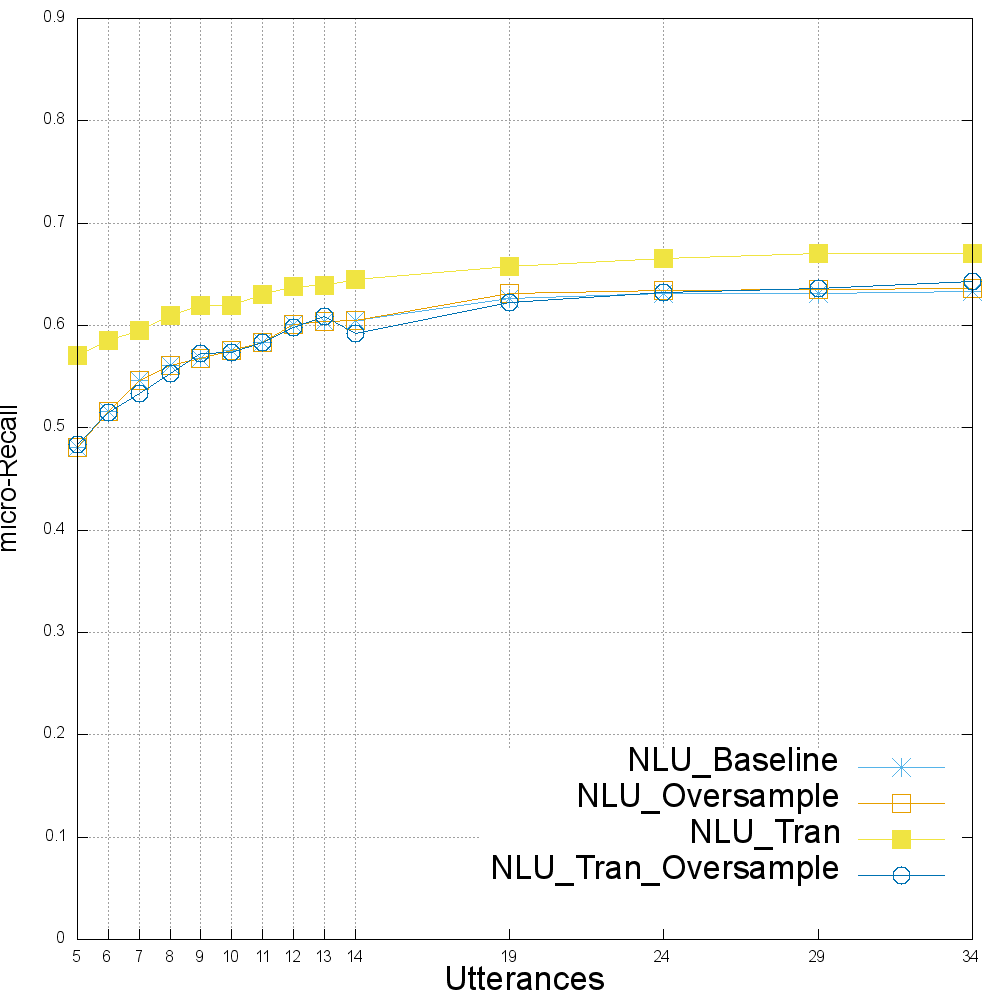 0.9
0.8
0.7
0.6
0.5
0.4
0.3
0.2
0.1
0
micro-Recall
NLU_Baseline
NLU_Oversample
NLU_Tran
NLU_Tran_Oversample
5 6 7 8 9 10 11 12 13 14 19 24 29 34
Utterances